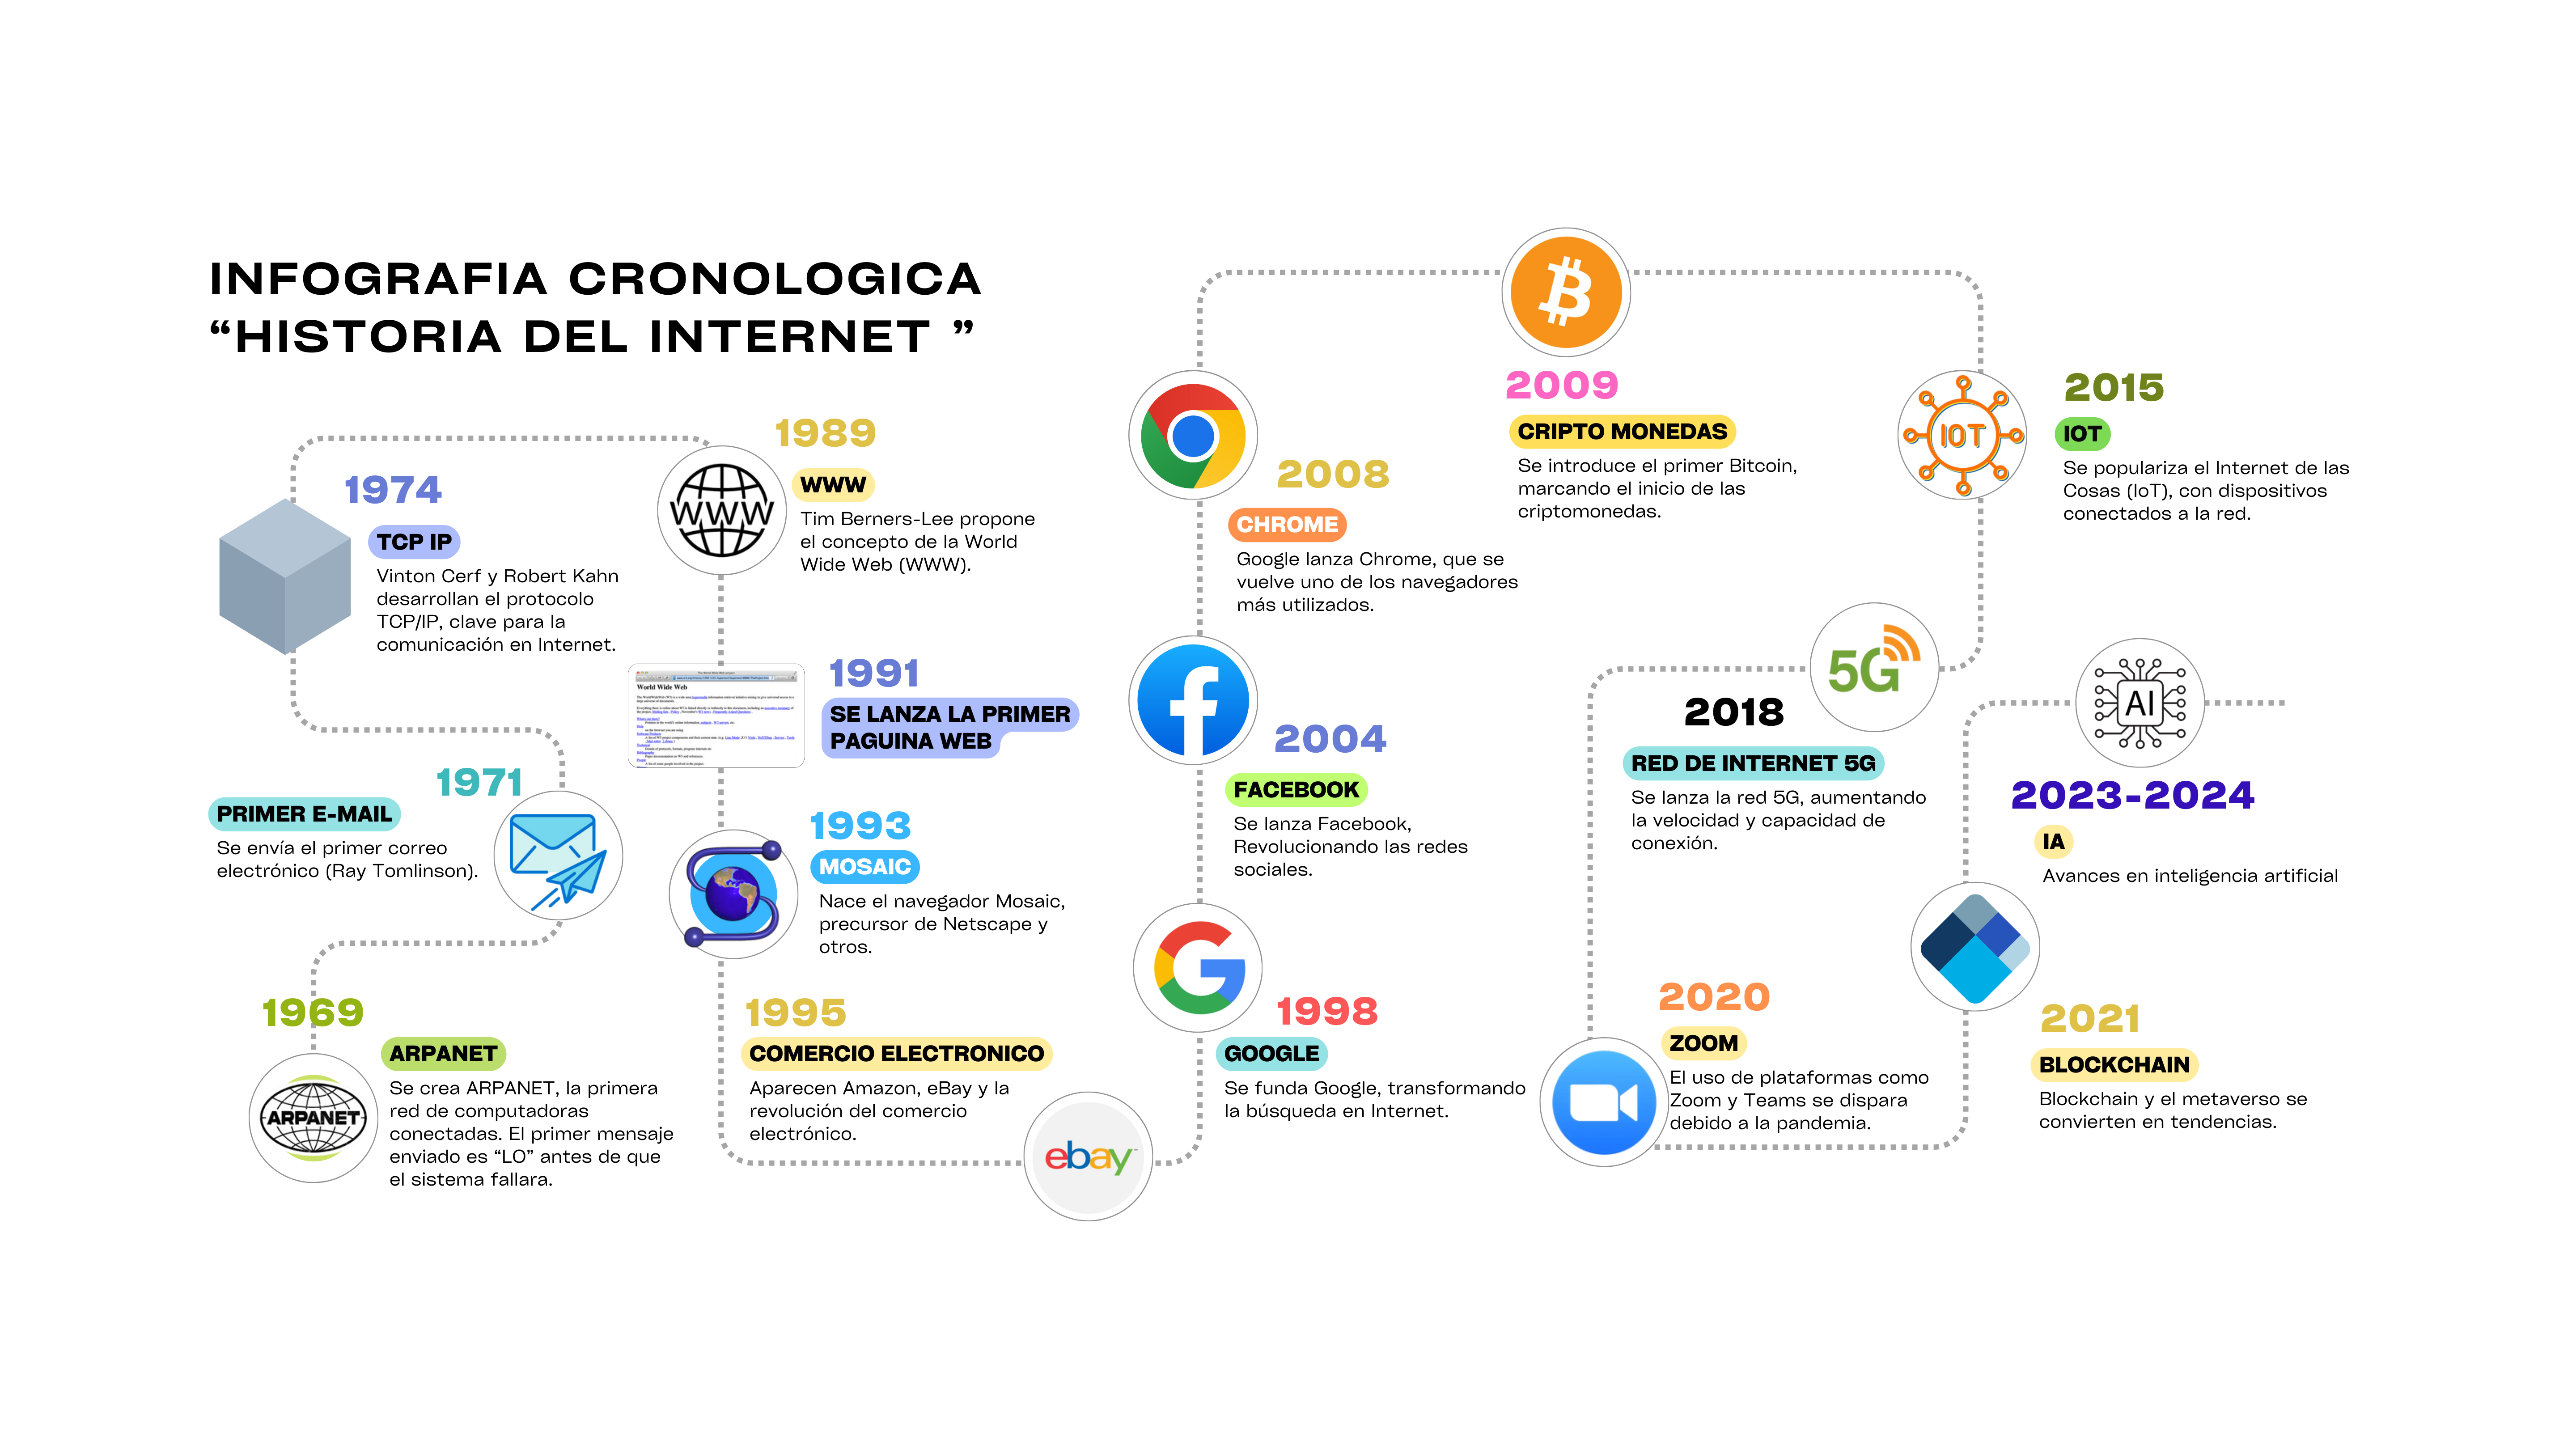 INFOGRAFIA CRONOLOGICA
“HISTORIA DEL INTERNET ”
1969
ARPANET
ARPANET
Se crea ARPANET, la primera
red de computadoras
conectadas. El primer mensaje
enviado es “LO” antes de que
el sistema fallara.
1971
PRIMER E-MAIL
Se envía el primer correo
electrónico (Ray Tomlinson).
1974
TCP IP
Vinton Cerf y Robert Kahn
desarrollan el protocolo
TCP/IP, clave para la
comunicación en Internet.
1989
WWW
WWW
Tim Berners-Lee propone
el concepto de la World
Wide Web (WWW).
1991
SE LANZA LA PRIMER
PAGUINA WEB
World Wide Web
1993
MOSAIC
Nace el navegador Mosaic,
precursor de Netscape y
otros.
1995
COMERCIO ELECTRONICO
Aparecen Amazon, eBay y la
revolución del comercio
electrónico.
ebay
1998
GOOGLE
Se funda Google, transformando
la búsqueda en Internet.
2004
FACEBOOK
Se lanza Facebook,
Revolucionando las redes
sociales.
2008
CHROME
Google lanza Chrome, que se
vuelve uno de los navegadores
más utilizados.
2009
CRIPTO MONEDAS
Se introduce el primer Bitcoin,
marcando el inicio de las
criptomonedas.
2015
IOT
IOT
Se populariza el Internet de las
Cosas (IoT), con dispositivos
conectados a la red.
5G
2018
RED DE INTERNET 5G
Se lanza la red 5G, aumentando
la velocidad y capacidad de
conexión.
2020
ZOOM
El uso de plataformas como
Zoom y Teams se dispara
debido a la pandemia.
2021
BLOCKCHAIN
Blockchain y el metaverso se
convierten en tendencias.
AI
2023-2024
IA
Avances en inteligencia artificial